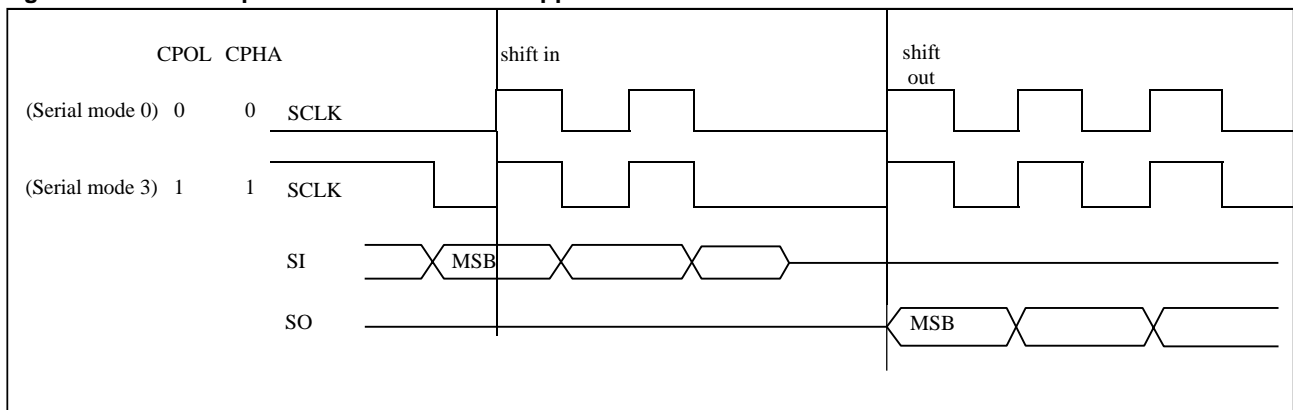 CPOL CPHA
shift in
shift
out
(Serial mode 0) 0 0 SCLK
(Serial mode 3) 1 1 SCLK
SI MSB
SO MSB